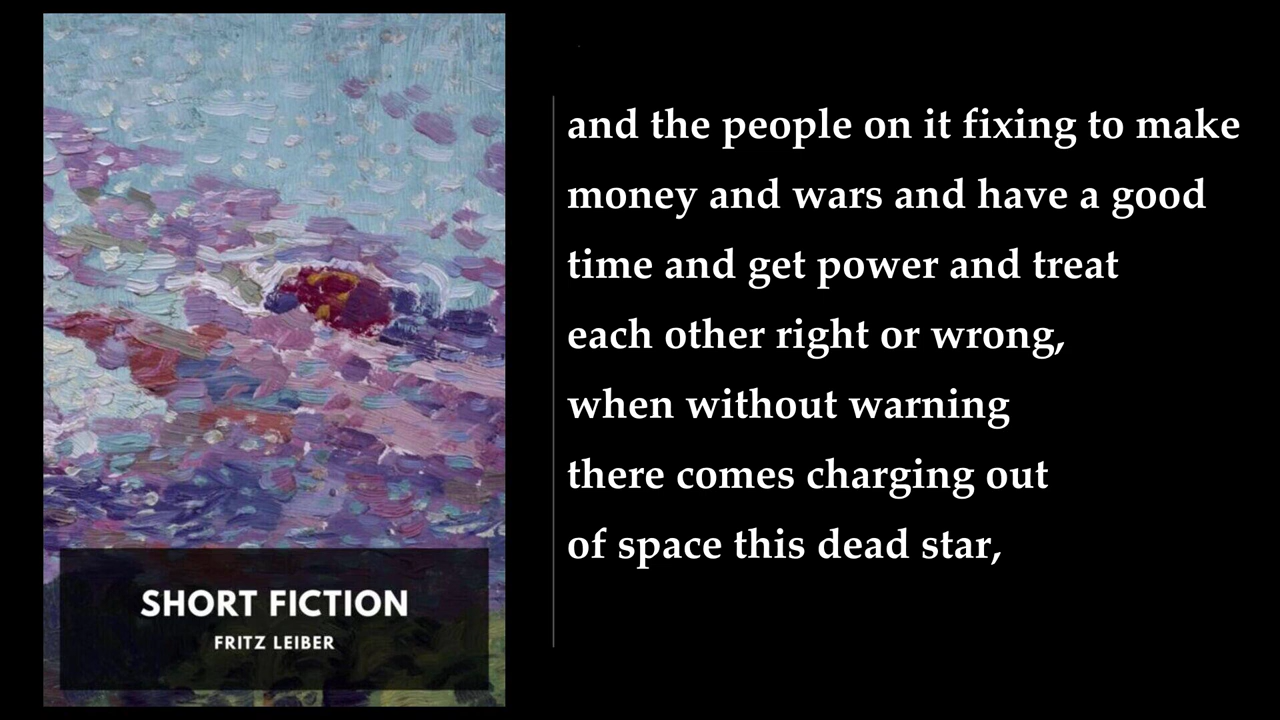 SHORT FICTION
FRITZ LEIBER
and the people on it fixing to make
money and wars and have a good
time and get power and treat
each other right or wrong,
when without warning
there comes charging out
of space this dead star,